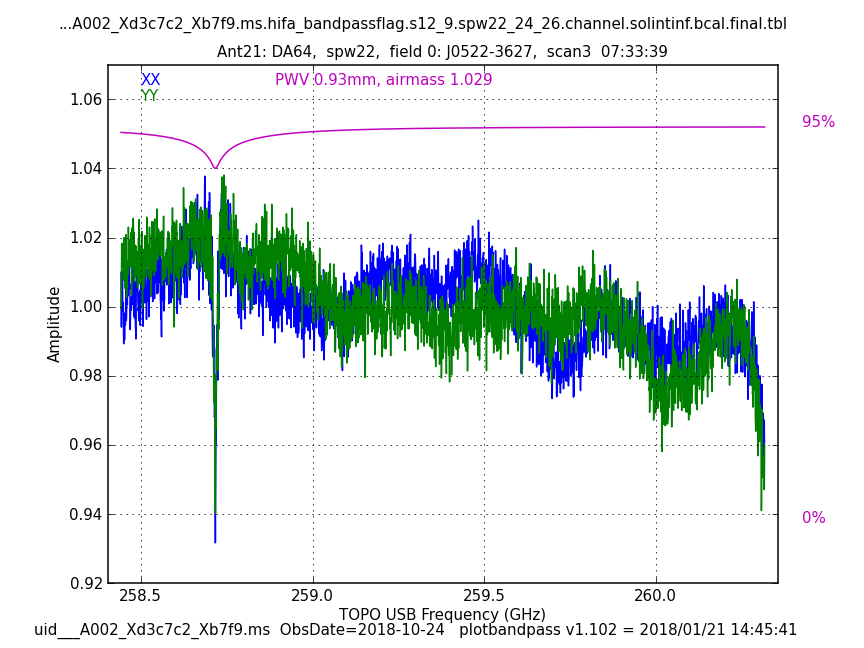 ...A002_Xd3c7c2_Xb7f9.ms.hifa_bandpassflag.s12_9.spw22_24_26.channel.solintinf.bcal.final.tbl
Ant21: DA64,  spw22,  field 0: J0522-3627,  scan3  07:33:39
XX
PWV 0.93mm, airmass 1.029
YY
1.06
95%
1.04
1.02
1.00
Amplitude
0.98
0.96
0.94
0%
0.92
258.5 259.0 259.5 260.0
TOPO USB Frequency (GHz)
uid___A002_Xd3c7c2_Xb7f9.ms  ObsDate=2018-10-24   plotbandpass v1.102 = 2018/01/21 14:45:41